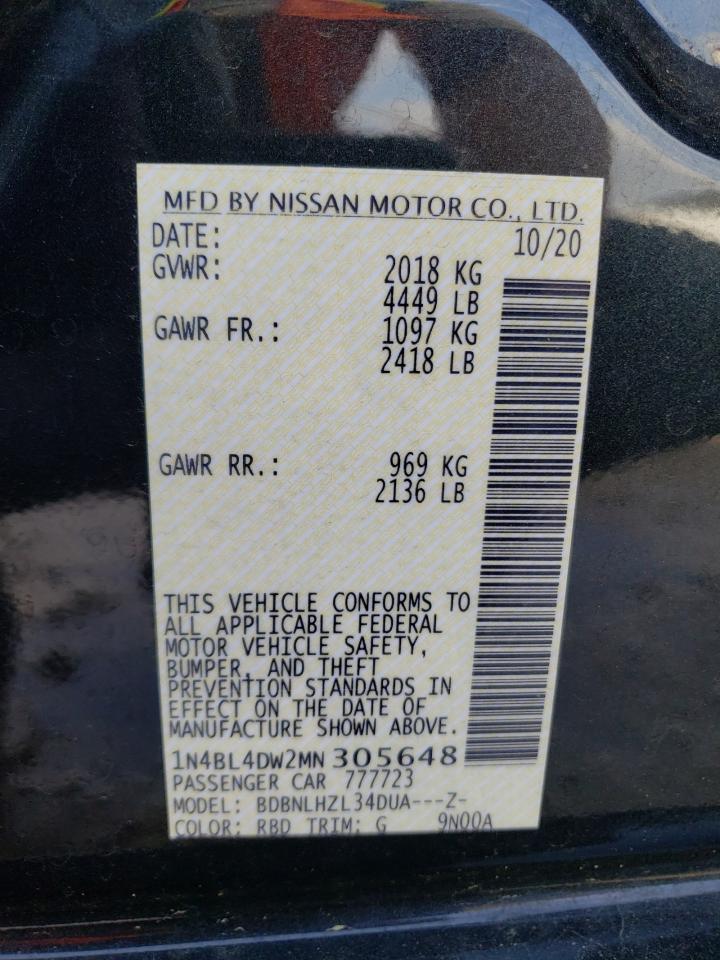 MFD BY NISSAN MOTOR CO., LTD.
DATE: 10/20
GVWR: 2018 KG
4449 LB
GAWR FR.: 1097 KG
2418 LB
GAWR RR.: 969 KG
2136 LB
THIS VEHICLE CONFORMS TO
ALL APPLICABLE FEDERAL
MOTOR VEHICLE SAFETY,
BUMPER, AND THEFT
PREVENTION STANDARDS IN
EFFECT ON THE DATE OF
MANUFACTURE SHOWN ABOVE.
1N4BL4DW2MN305648
PASSENGER CAR 777723
MODEL: BDBNLHZL34DUA---Z-
COLOR: RBD TRIM: G 9N00A